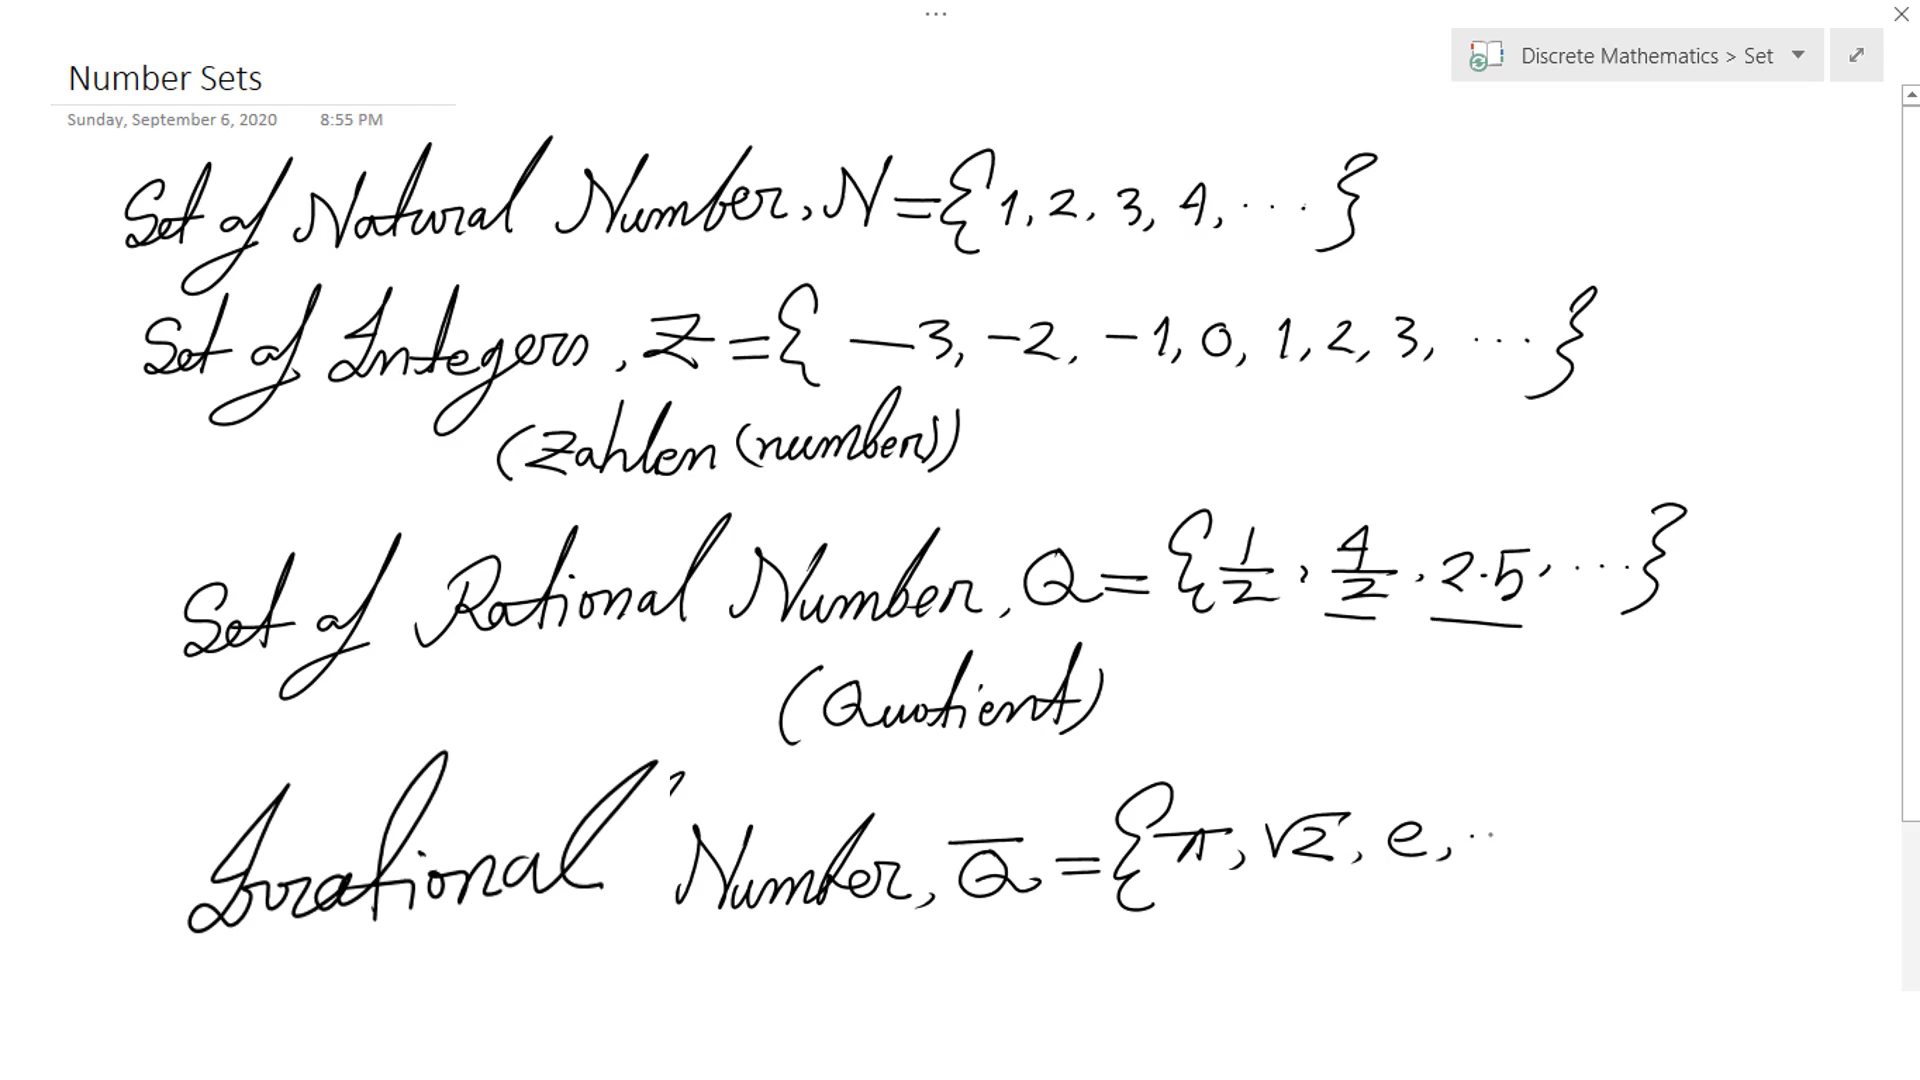 ...
Discrete Mathematics > Set
Number Sets
Sunday, September 6, 2020 8:55 PM
Set of Natural Number, N = {1, 2, 3, 4, ...}
Set of Integers, Z = { —3, -2, -1, 0, 1, 2, 3, ...}
(Zahlen (numbers))
Set of Rational Number, Q = {1/2, 4/2, 2.5, ...}
(Quotient)
Irrational Number, Q̅ = {π, √2, e, ..